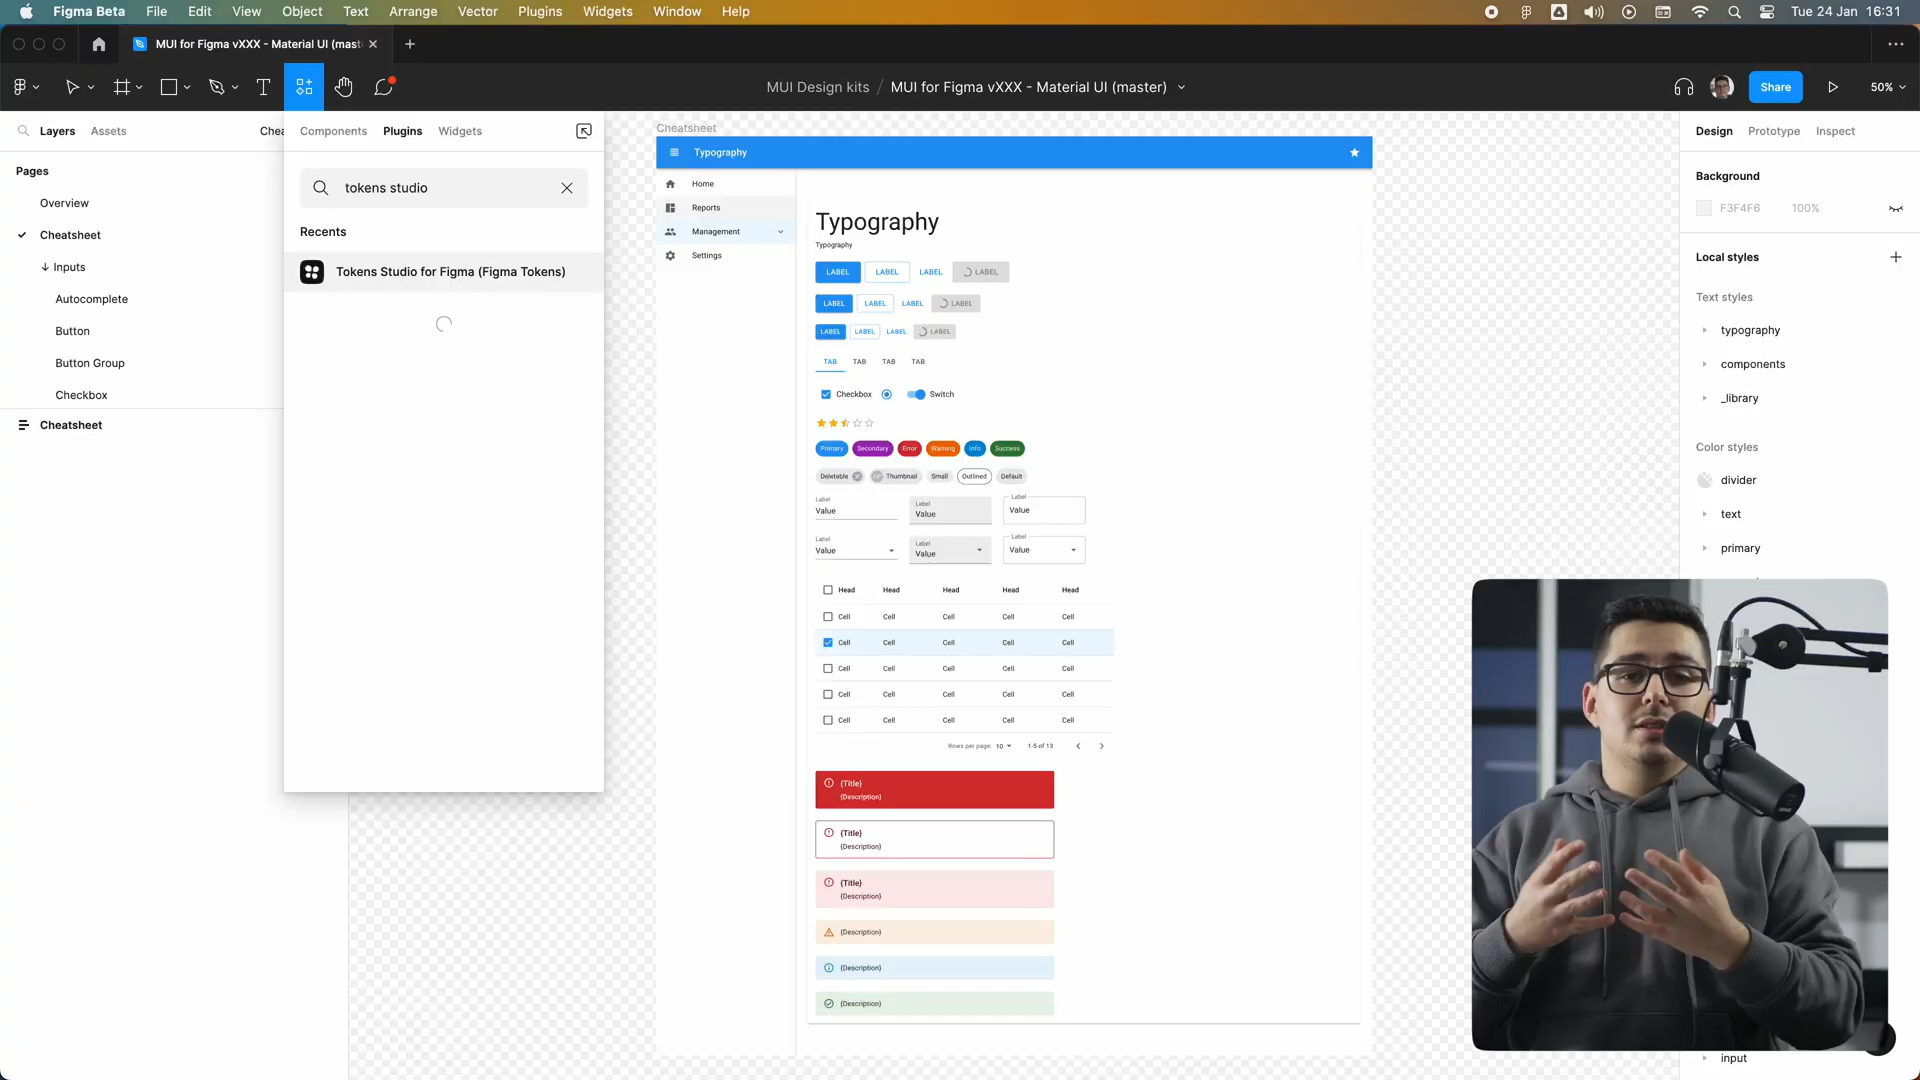 Figma Beta File Edit View Object Text Arrange Vector Plugins Widgets Window Help
Tue 24 Jan 16:31
MUI for Figma vXXX - Material UI (mast
MUI Design kits / MUI for Figma vXXX - Material UI (master)
Share
50%
Layers Assets
Chea
Components Plugins Widgets
Design Prototype Inspect
Pages
Overview
Cheatsheet
↓ Inputs
Autocomplete
Button
Button Group
Checkbox
Cheatsheet
tokens studio
Recents
Tokens Studio for Figma (Figma Tokens)
Cheatsheet
Typography
Home
Reports
Management
Settings
Typography
Typography
LABEL LABEL LABEL LABEL
LABEL LABEL LABEL LABEL
LABEL LABEL LABEL LABEL
TAB TAB TAB TAB
Checkbox Switch
Primary Secondary Error Warning Info Success
Deletable OP Thumbnail Small Outlined Default
Label Label Label
Value Value Value
Label Label Label
Value Value Value
Head Head Head Head Head
Cell Cell Cell Cell Cell
Cell Cell Cell Cell Cell
Cell Cell Cell Cell Cell
Cell Cell Cell Cell Cell
Cell Cell Cell Cell Cell
Rows per page: 10 1-5 of 13
{Title}
{Description}
{Title}
{Description}
{Title}
{Description}
{Description}
{Description}
{Description}
Background
F3F4F6 100%
Local styles
Text styles
typography
components
_library
Color styles
divider
text
primary
input